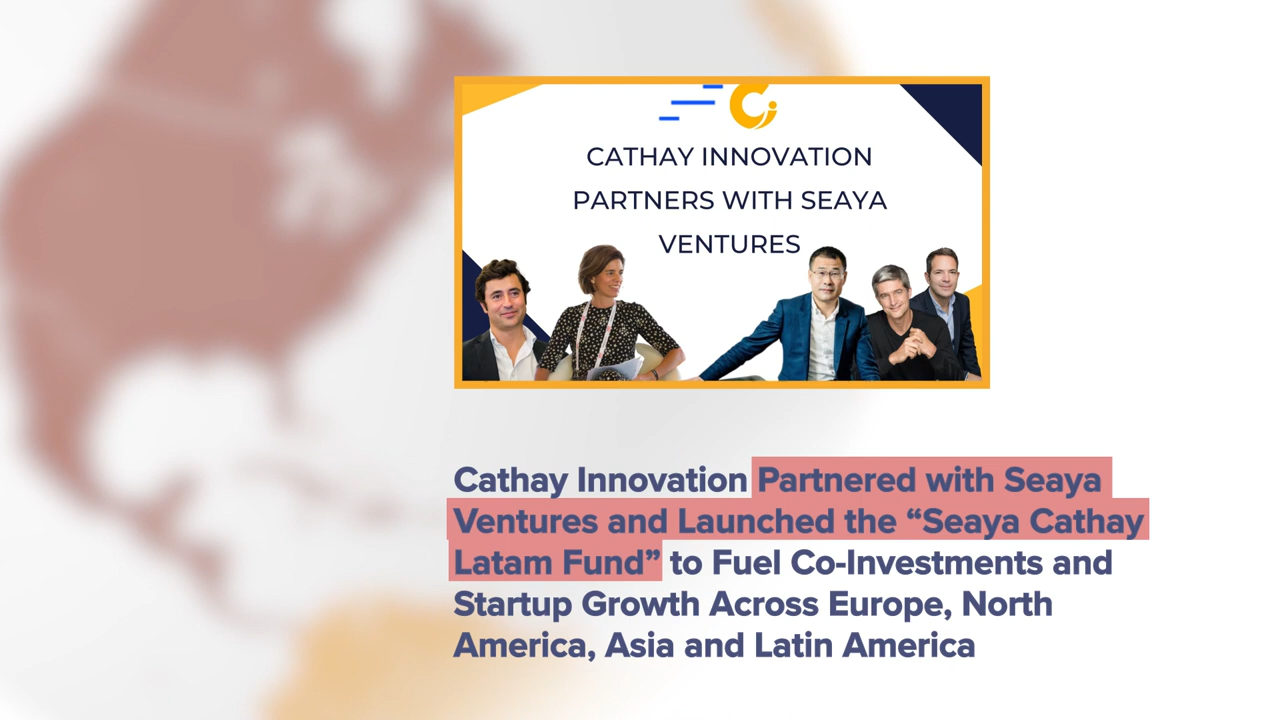 CATHAY INNOVATION
PARTNERS WITH SEAYA
VENTURES
Cathay Innovation Partnered with Seaya
Ventures and Launched the “Seaya Cathay
Latam Fund” to Fuel Co-Investments and
Startup Growth Across Europe, North
America, Asia and Latin America